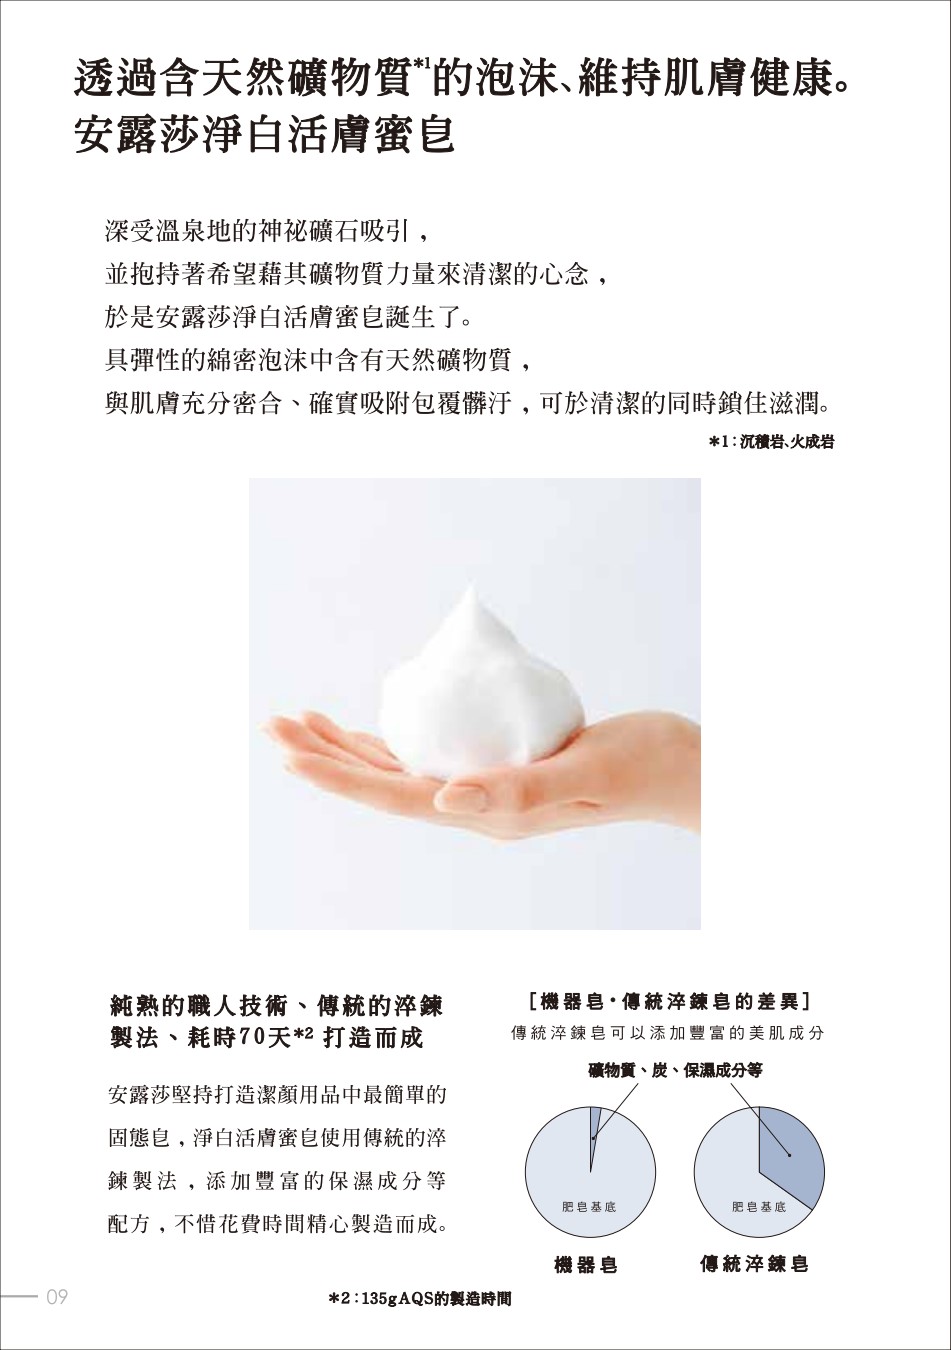 透過含天然礦物質*1的泡沫、維持肌膚健康。
安露莎淨白活膚蜜皂
深受溫泉地的神祕礦石吸引，
並抱持著希望藉其礦物質力量來清潔的心念，
於是安露莎淨白活膚蜜皂誕生了。
具彈性的綿密泡沫中含有天然礦物質，
與肌膚充分密合、確實吸附包覆髒汙，可於清潔的同時鎖住滋潤。
*1：沉積岩、火成岩
純熟的職人技術、傳統的淬鍊
製法、耗時70天*2 打造而成
安露莎堅持打造潔顏用品中最簡單的
固態皂，淨白活膚蜜皂使用傳統的淬
鍊製法，添加豐富的保濕成分等
配方，不惜花費時間精心製造而成。
[機器皂・傳統淬鍊皂的差異]
傳統淬鍊皂可以添加豐富的美肌成分
礦物質、炭、保濕成分等
肥皂基底
肥皂基底
機器皂
傳統淬鍊皂
*2：135gAQS的製造時間
09